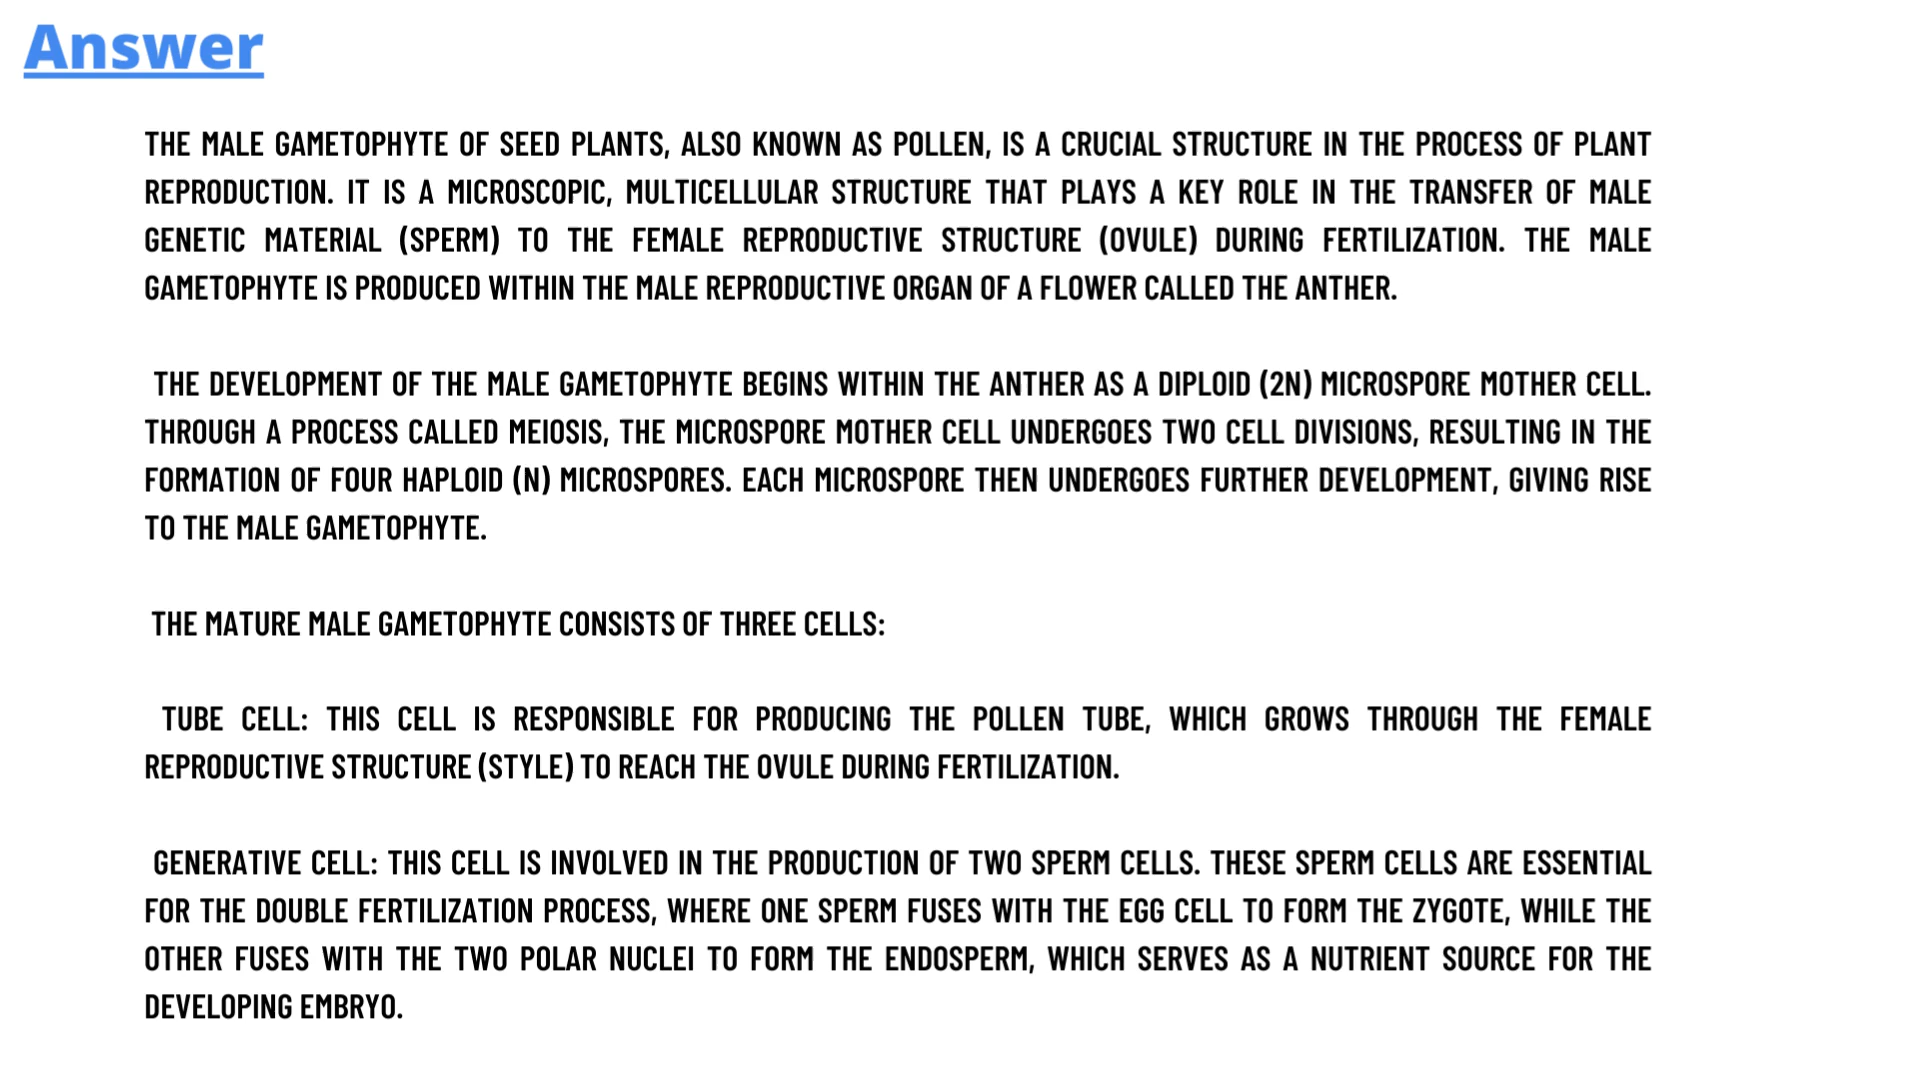 Answer
THE MALE GAMETOPHYTE OF SEED PLANTS, ALSO KNOWN AS POLLEN, IS A CRUCIAL STRUCTURE IN THE PROCESS OF PLANT
REPRODUCTION. IT IS A MICROSCOPIC, MULTICELLULAR STRUCTURE THAT PLAYS A KEY ROLE IN THE TRANSFER OF MALE
GENETIC MATERIAL (SPERM) TO THE FEMALE REPRODUCTIVE STRUCTURE (OVULE) DURING FERTILIZATION. THE MALE
GAMETOPHYTE IS PRODUCED WITHIN THE MALE REPRODUCTIVE ORGAN OF A FLOWER CALLED THE ANTHER.
THE DEVELOPMENT OF THE MALE GAMETOPHYTE BEGINS WITHIN THE ANTHER AS A DIPLOID (2N) MICROSPORE MOTHER CELL.
THROUGH A PROCESS CALLED MEIOSIS, THE MICROSPORE MOTHER CELL UNDERGOES TWO CELL DIVISIONS, RESULTING IN THE
FORMATION OF FOUR HAPLOID (N) MICROSPORES. EACH MICROSPORE THEN UNDERGOES FURTHER DEVELOPMENT, GIVING RISE
TO THE MALE GAMETOPHYTE.
THE MATURE MALE GAMETOPHYTE CONSISTS OF THREE CELLS:
TUBE CELL: THIS CELL IS RESPONSIBLE FOR PRODUCING THE POLLEN TUBE, WHICH GROWS THROUGH THE FEMALE
REPRODUCTIVE STRUCTURE (STYLE) TO REACH THE OVULE DURING FERTILIZATION.
GENERATIVE CELL: THIS CELL IS INVOLVED IN THE PRODUCTION OF TWO SPERM CELLS. THESE SPERM CELLS ARE ESSENTIAL
FOR THE DOUBLE FERTILIZATION PROCESS, WHERE ONE SPERM FUSES WITH THE EGG CELL TO FORM THE ZYGOTE, WHILE THE
OTHER FUSES WITH THE TWO POLAR NUCLEI TO FORM THE ENDOSPERM, WHICH SERVES AS A NUTRIENT SOURCE FOR THE
DEVELOPING EMBRYO.